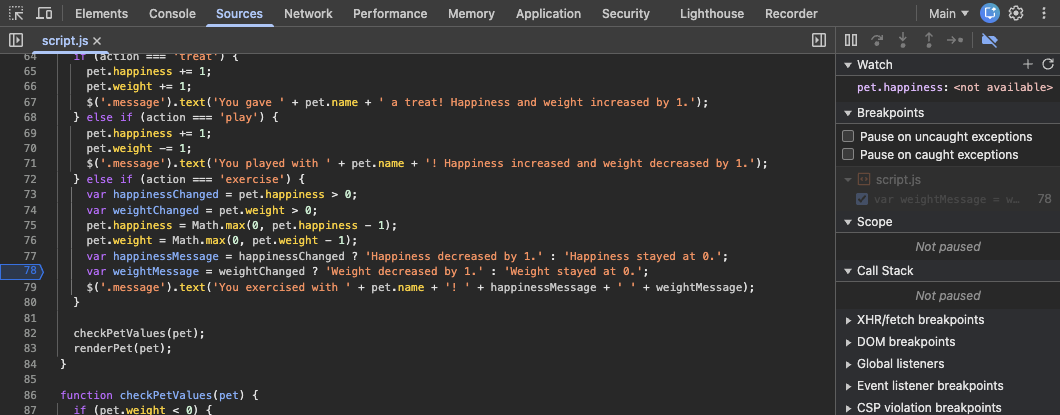 Elements Console Sources Network Performance Memory Application Security Lighthouse Recorder Main
script.js
64 if (action === 'treat') {
65 pet.happiness += 1;
66 pet.weight += 1;
67 $('.message').text('You gave ' + pet.name + ' a treat! Happiness and weight increased by 1.');
68 } else if (action === 'play') {
69 pet.happiness += 1;
70 pet.weight -= 1;
71 $('.message').text('You played with ' + pet.name + '! Happiness increased and weight decreased by 1.');
72 } else if (action === 'exercise') {
73 var happinessChanged = pet.happiness > 0;
74 var weightChanged = pet.weight > 0;
75 pet.happiness = Math.max(0, pet.happiness - 1);
76 pet.weight = Math.max(0, pet.weight - 1);
77 var happinessMessage = happinessChanged ? 'Happiness decreased by 1.' : 'Happiness stayed at 0.';
78 var weightMessage = weightChanged ? 'Weight decreased by 1.' : 'Weight stayed at 0.';
79 $('.message').text('You exercised with ' + pet.name + '! ' + happinessMessage + ' ' + weightMessage);
80 }
81
82 checkPetValues(pet);
83 renderPet(pet);
84 }
85
86 function checkPetValues(pet) {
87 if (pet.weight < 0) {
Watch
pet.happiness: <not available>
Breakpoints
Pause on uncaught exceptions
Pause on caught exceptions
script.js
var weightMessage = w… 78
Scope
Not paused
Call Stack
Not paused
XHR/fetch breakpoints
DOM breakpoints
Global listeners
Event listener breakpoints
CSP violation breakpoints